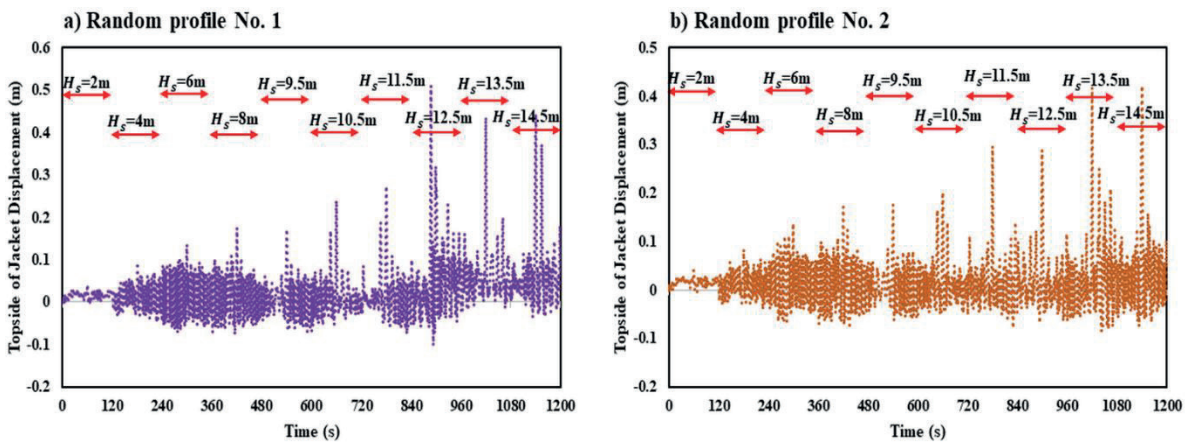 a) Random profile No. 1
0.6
0.5
0.4
0.3
0.2
0.1
0
-0.1
-0.2
Topside of Jacket Displacement (m)
Hs=2m
Hs=4m
Hs=6m
Hs=8m
Hs=9.5m
Hs=10.5m
Hs=11.5m
Hs=12.5m
Hs=13.5m
Hs=14.5m
0 120 240 360 480 600 720 840 960 1080 1200
Time (s)
b) Random profile No. 2
0.5
0.4
0.3
0.2
0.1
0
-0.1
-0.2
Topside of Jacket Displacement (m)
Hs=2m
Hs=4m
Hs=6m
Hs=8m
Hs=9.5m
Hs=10.5m
Hs=11.5m
Hs=12.5m
Hs=13.5m
Hs=14.5m
0 120 240 360 480 600 720 840 960 1080 1200
Time (s)